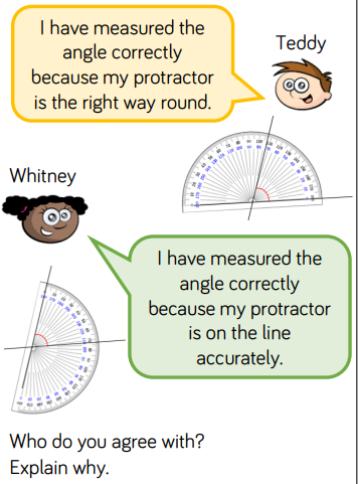 I have measured the
angle correctly
because my protractor
is the right way round.
Teddy
Whitney
I have measured the
angle correctly
because my protractor
is on the line
accurately.
Who do you agree with?
Explain why.